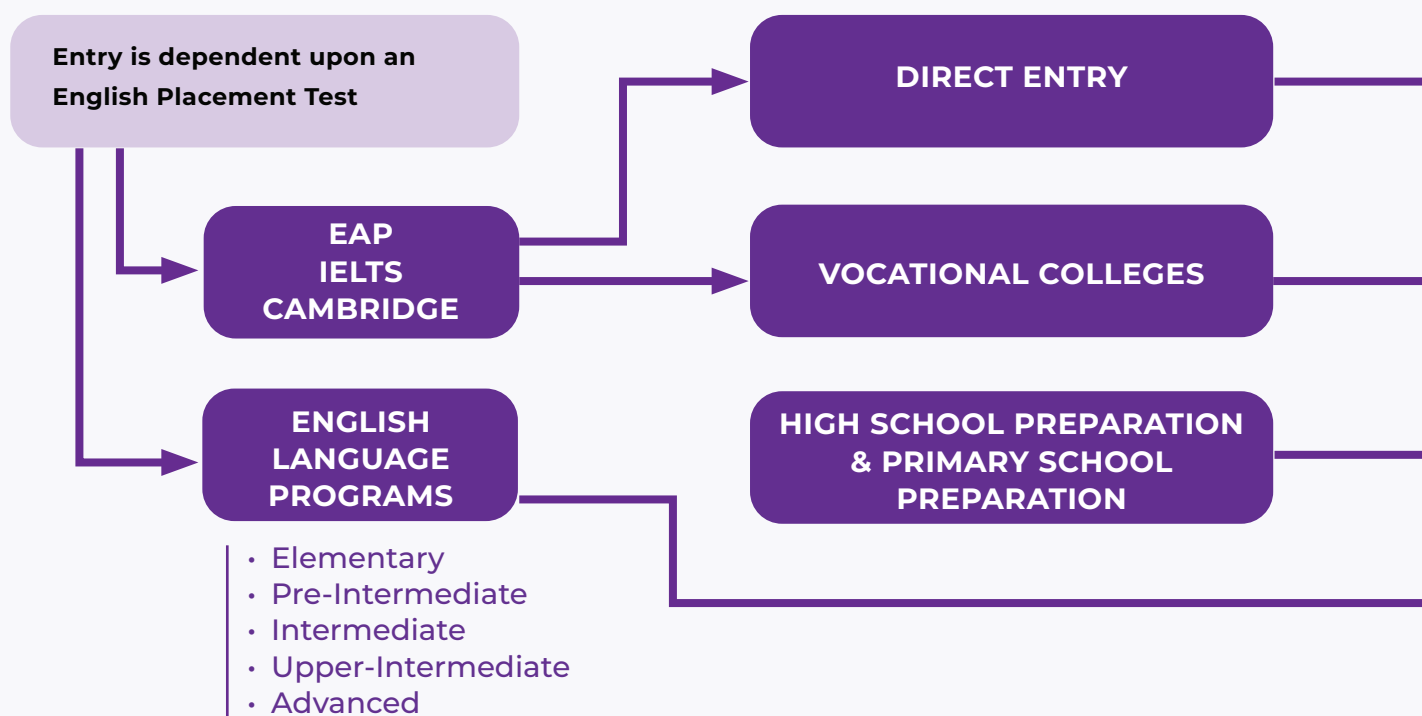 Entry is dependent upon an
English Placement Test
DIRECT ENTRY
EAP
IELTS
CAMBRIDGE
VOCATIONAL COLLEGES
ENGLISH
LANGUAGE
PROGRAMS
HIGH SCHOOL PREPARATION
& PRIMARY SCHOOL
PREPARATION
• Elementary
• Pre-Intermediate
• Intermediate
• Upper-Intermediate
• Advanced